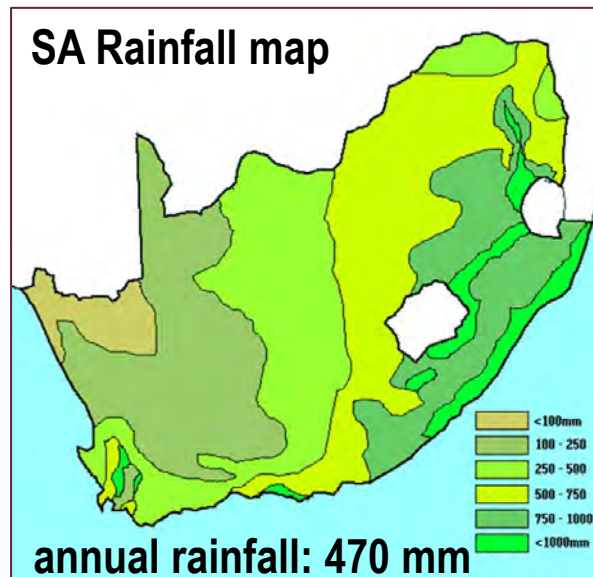 SA Rainfall map
<100mm
100 - 250
250 - 500
500 - 750
750 - 1000
<1000mm
annual rainfall: 470 mm